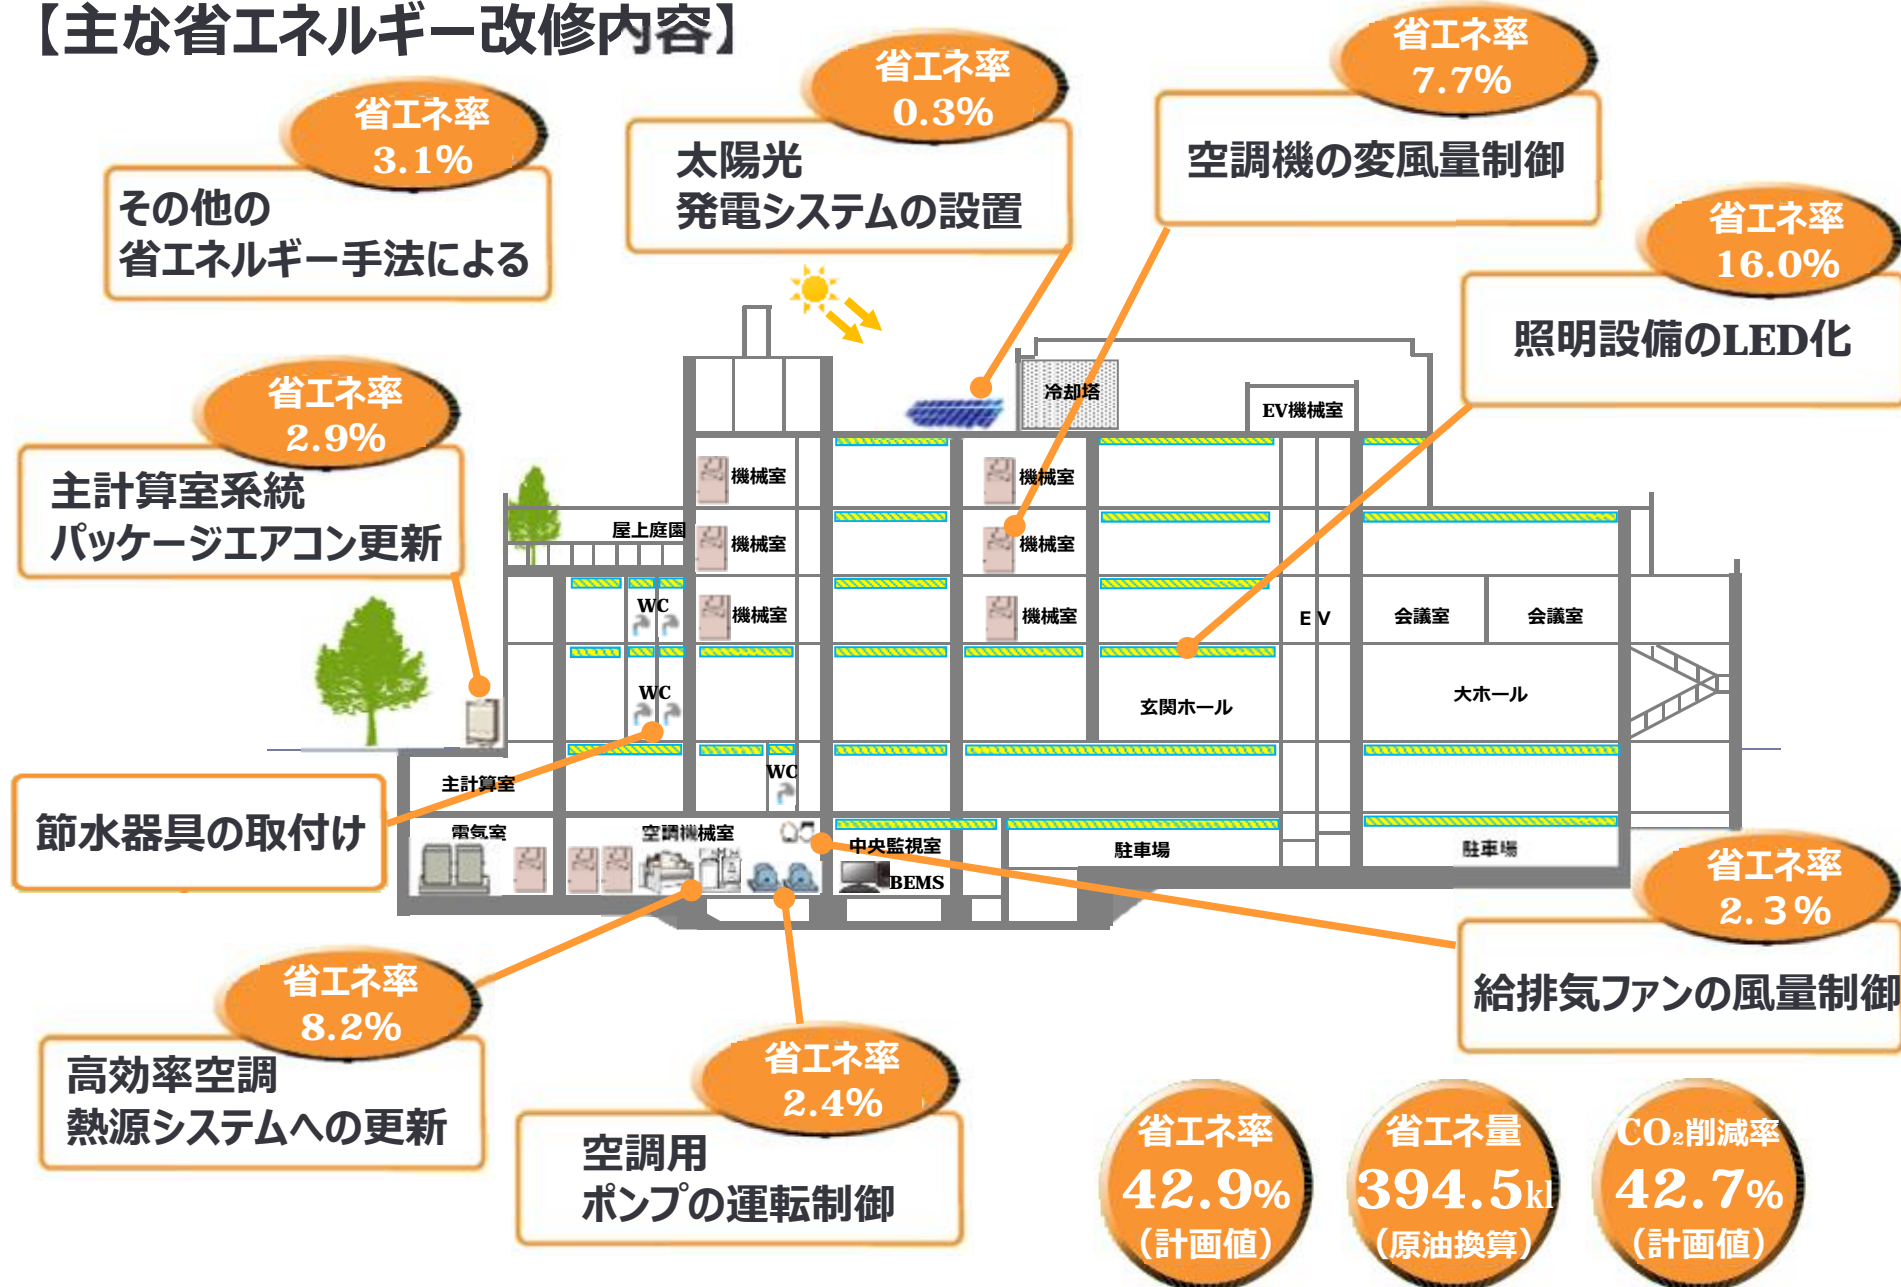 【主な省エネルギー改修内容】
省エネ率
3.1%
その他の
省エネルギー手法による
省エネ率
0.3%
太陽光
発電システムの設置
省エネ率
7.7%
空調機の変風量制御
省エネ率
16.0%
照明設備のLED化
省エネ率
2.9%
主計算室系統
パッケージエアコン更新
冷却塔
EV機械室
機械室
機械室
屋上庭園
機械室
機械室
WC
機械室
機械室
EV
会議室
会議室
WC
玄関ホール
大ホール
主計算室
WC
節水器具の取付け
電気室
空調機械室
中央監視室
BEMS
駐車場
駐車場
省エネ率
2.3%
給排気ファンの風量制御
省エネ率
8.2%
高効率空調
熱源システムへの更新
省エネ率
2.4%
空調用
ポンプの運転制御
省エネ率
42.9%
(計画値)
省エネ量
394.5kl
(原油換算)
CO₂削減率
42.7%
(計画値)